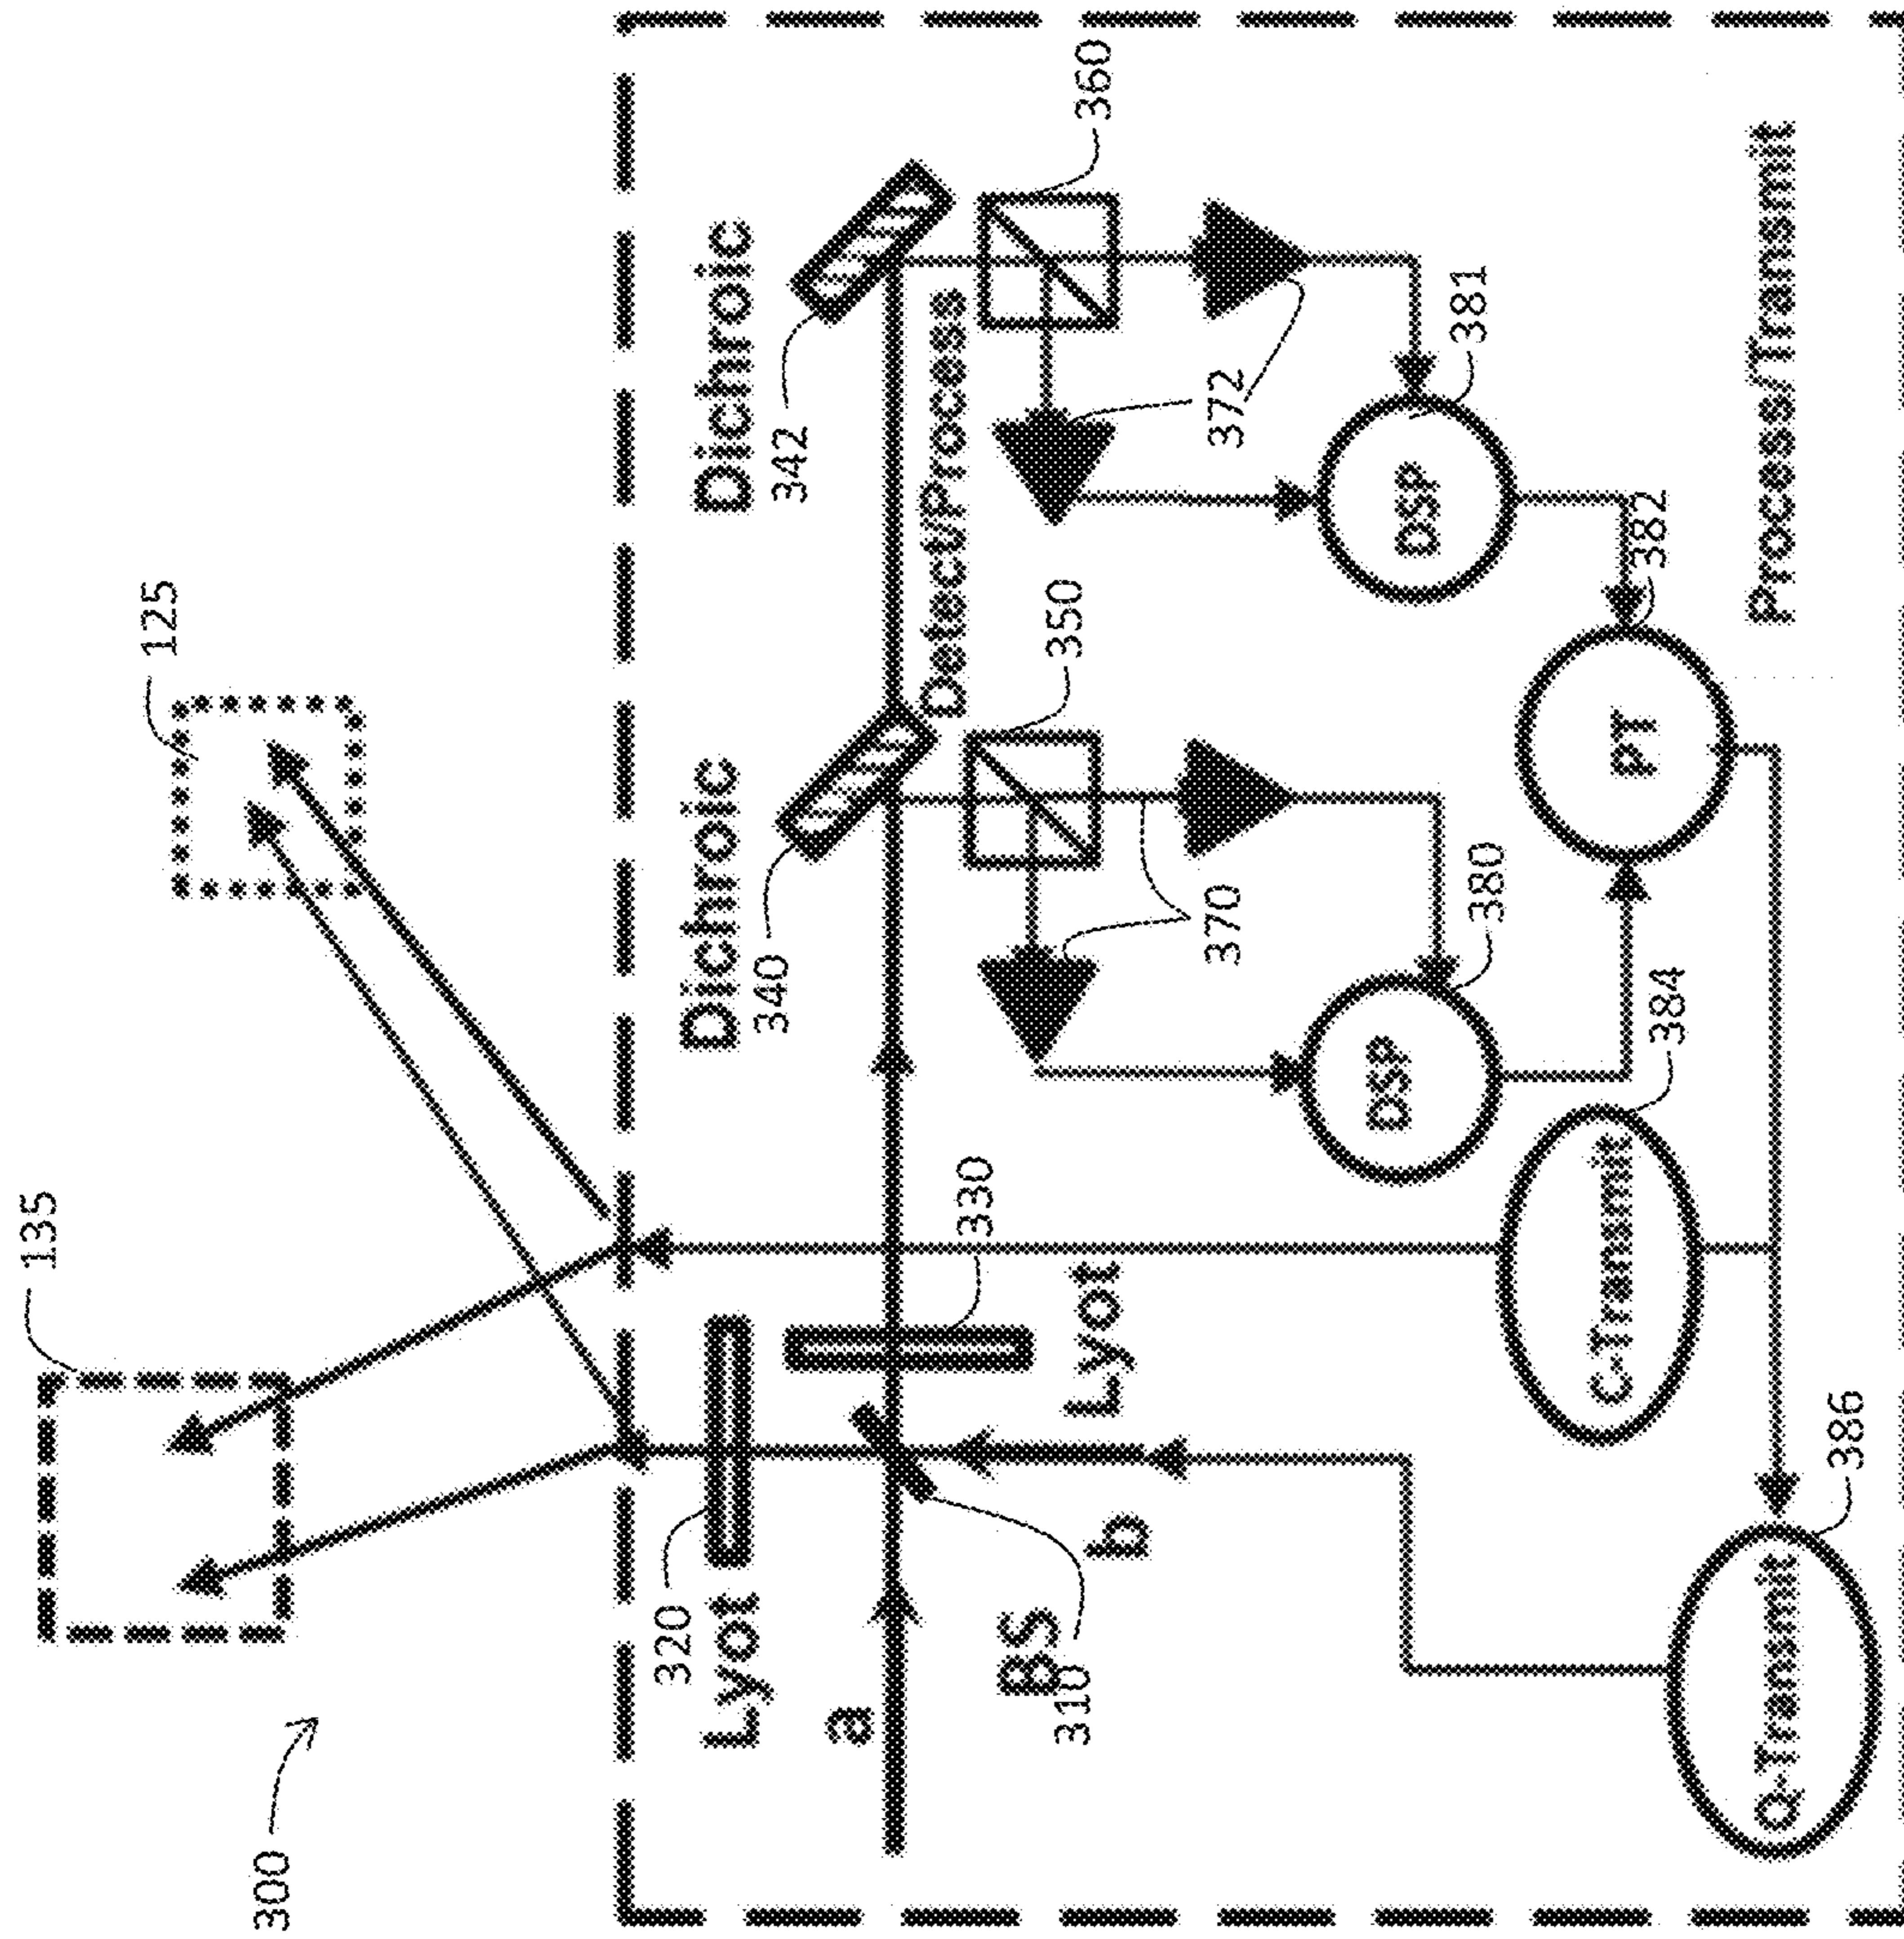 135
125
300
320
Lyot
Dichroic
Dichroic
340
342
a
Detect/Process
330
BS
310
350
360
b
Lyot
370
372
DSP
DSP
380
381
C-Transmit
PT
382
384
Q-Transmit
Process/Transmit
386